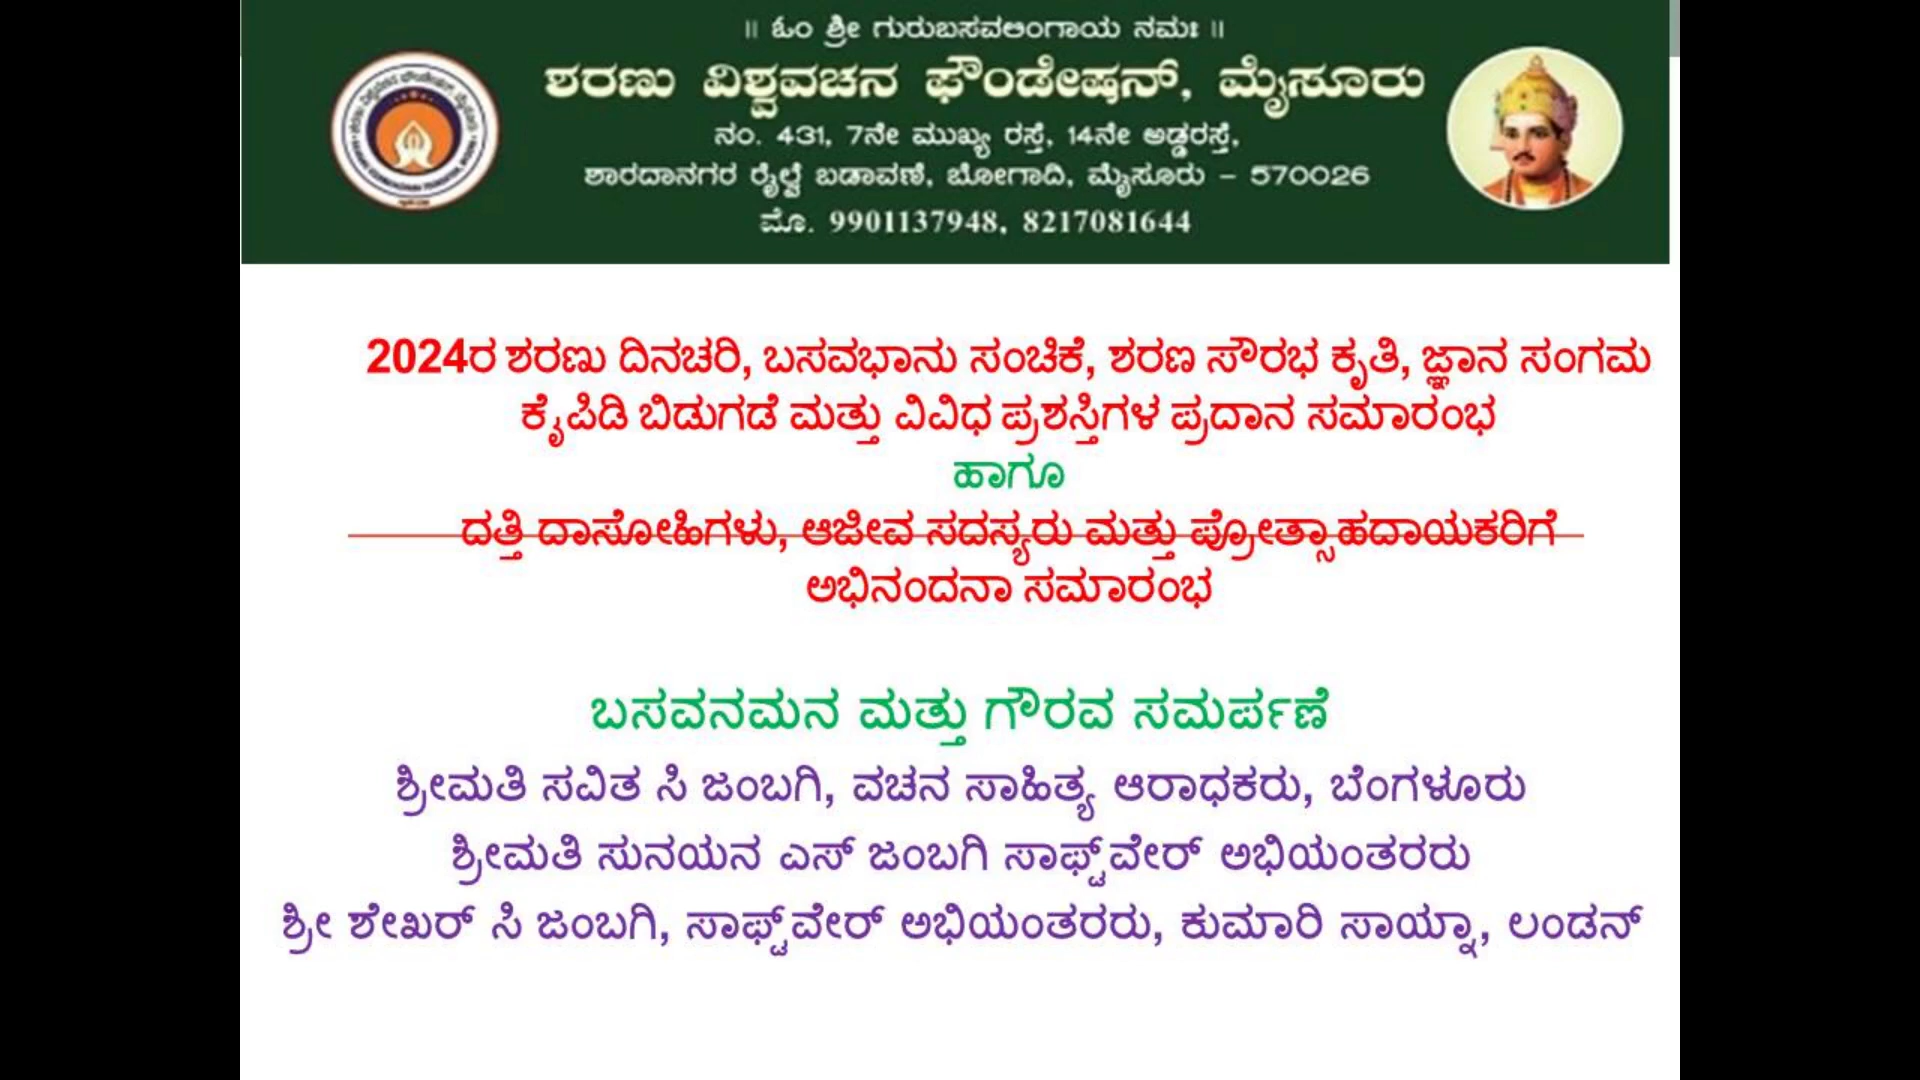 ॥ ಓಂ ಶ್ರೀ ಗುರುಬಸವಲಿಂಗಾಯ ನಮಃ ॥
ಶರಣು ವಿಶ್ವವಚನ ಫೌಂಡೇಷನ್, ಮೈಸೂರು
ನಂ. 431, 7ನೇ ಮುಖ್ಯ ರಸ್ತೆ, 14ನೇ ಅಡ್ಡರಸ್ತೆ,
ಶಾರದಾನಗರ ರೈಲ್ವೆ ಬಡಾವಣೆ, ಬೋಗಾದಿ, ಮೈಸೂರು – 570026
ಮೊ. 9901137948, 8217081644
2024ರ ಶರಣು ದಿನಚರಿ, ಬಸವಭಾನು ಸಂಚಿಕೆ, ಶರಣ ಸೌರಭ ಕೃತಿ, ಜ್ಞಾನ ಸಂಗಮ
ಕೈಪಿಡಿ ಬಿಡುಗಡೆ ಮತ್ತು ವಿವಿಧ ಪ್ರಶಸ್ತಿಗಳ ಪ್ರದಾನ ಸಮಾರಂಭ
ಹಾಗೂ
ದತ್ತಿ ದಾಸೋಹಿಗಳು, ಆಜೀವ ಸದಸ್ಯರು ಮತ್ತು ಪ್ರೋತ್ಸಾಹದಾಯಕರಿಗೆ
ಅಭಿನಂದನಾ ಸಮಾರಂಭ
ಬಸವನಮನ ಮತ್ತು ಗೌರವ ಸಮರ್ಪಣೆ
ಶ್ರೀಮತಿ ಸವಿತ ಸಿ ಜಂಬಗಿ, ವಚನ ಸಾಹಿತ್ಯ ಆರಾಧಕರು, ಬೆಂಗಳೂರು
ಶ್ರೀಮತಿ ಸುನಯನ ಎಸ್ ಜಂಬಗಿ ಸಾಫ್ಟ್‌ವೇರ್ ಅಭಿಯಂತರರು
ಶ್ರೀ ಶೇಖರ್ ಸಿ ಜಂಬಗಿ, ಸಾಫ್ಟ್‌ವೇರ್ ಅಭಿಯಂತರರು, ಕುಮಾರಿ ಸಾಯ್ನಾ, ಲಂಡನ್